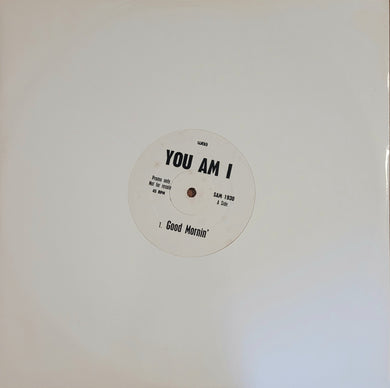 YOU AM I
Promo only
Not for resale
45 RPM
SAM 1930
A Side
1. Good Mornin'